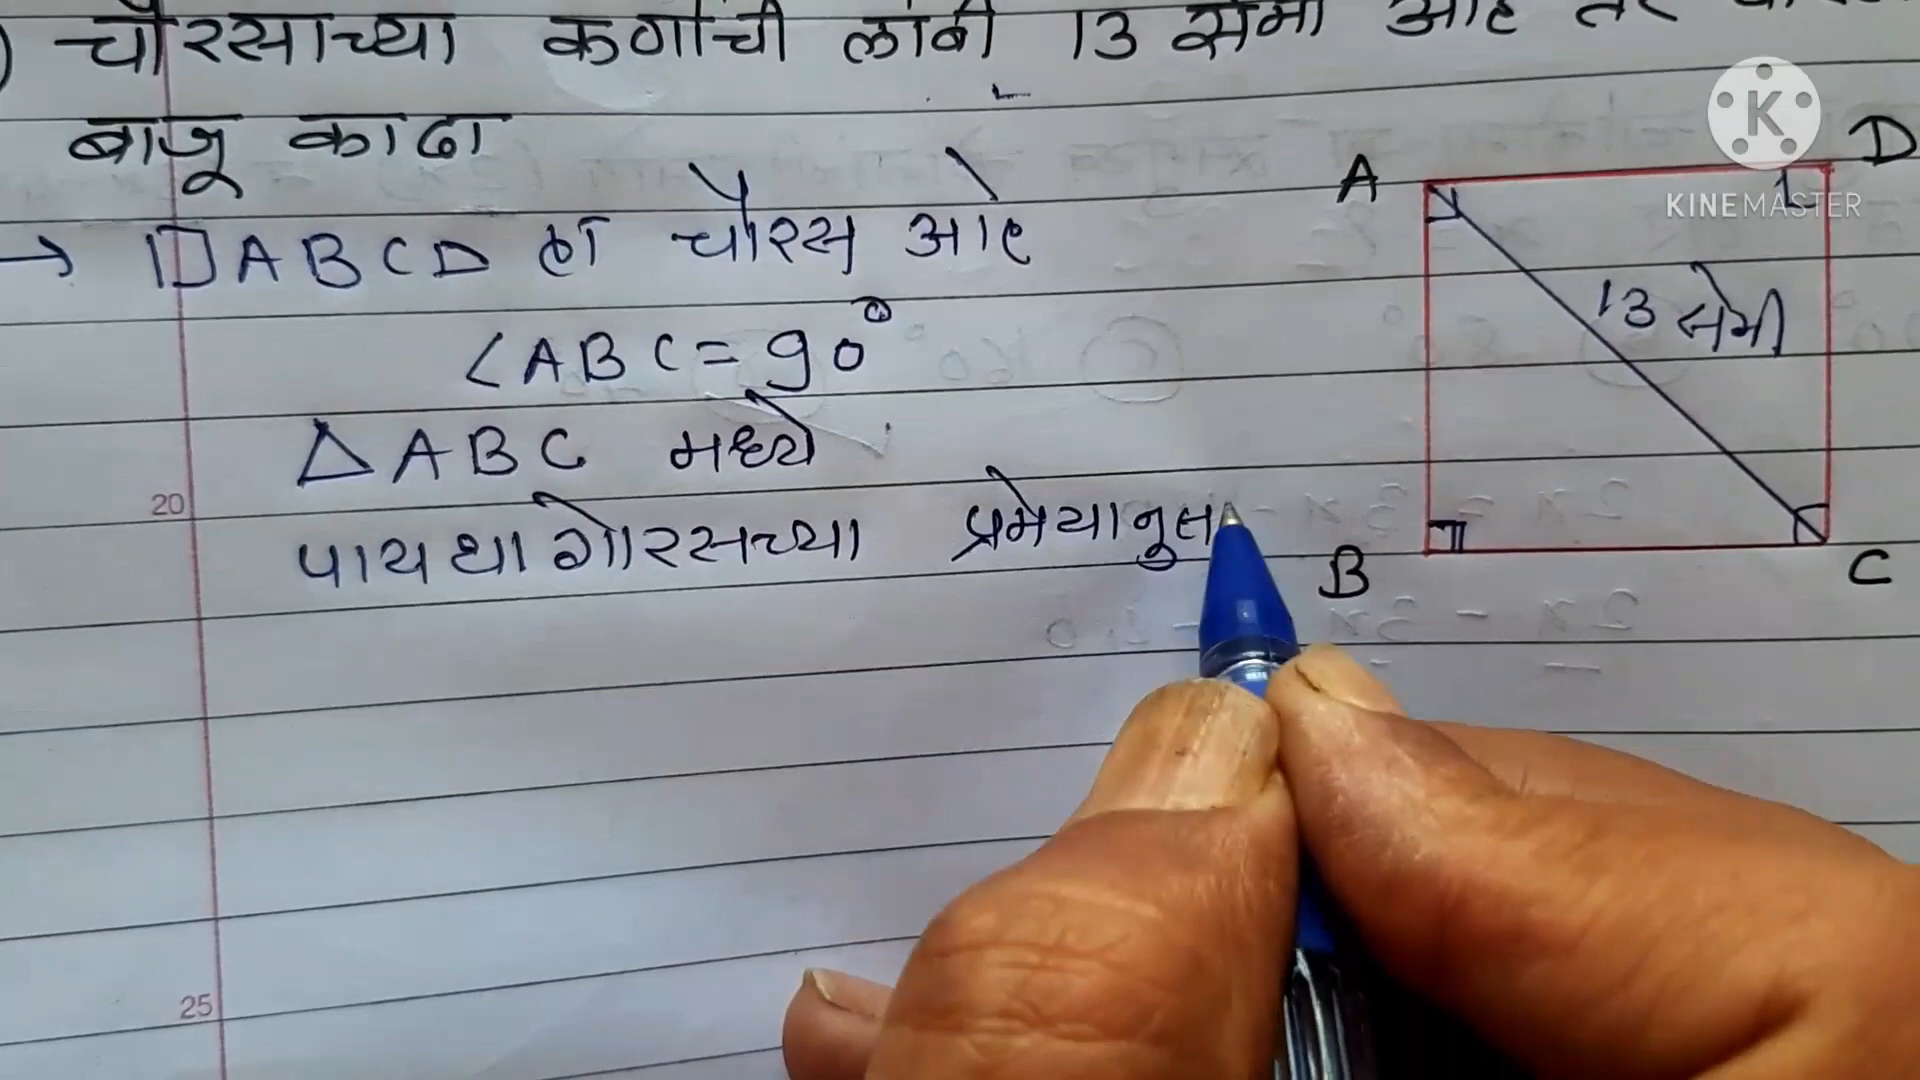 ) चौरसाच्या कर्णाची लांबी 13 सेमी आहे तर
बाजू काढा
→ □ABCD हा चौरस आहे
∠ABC=90°
△ABC मध्ये
पायथागोरसच्या प्रमेयानुसा
A
D
13 सेमी
B
C
20
25
K
KINEMASTER